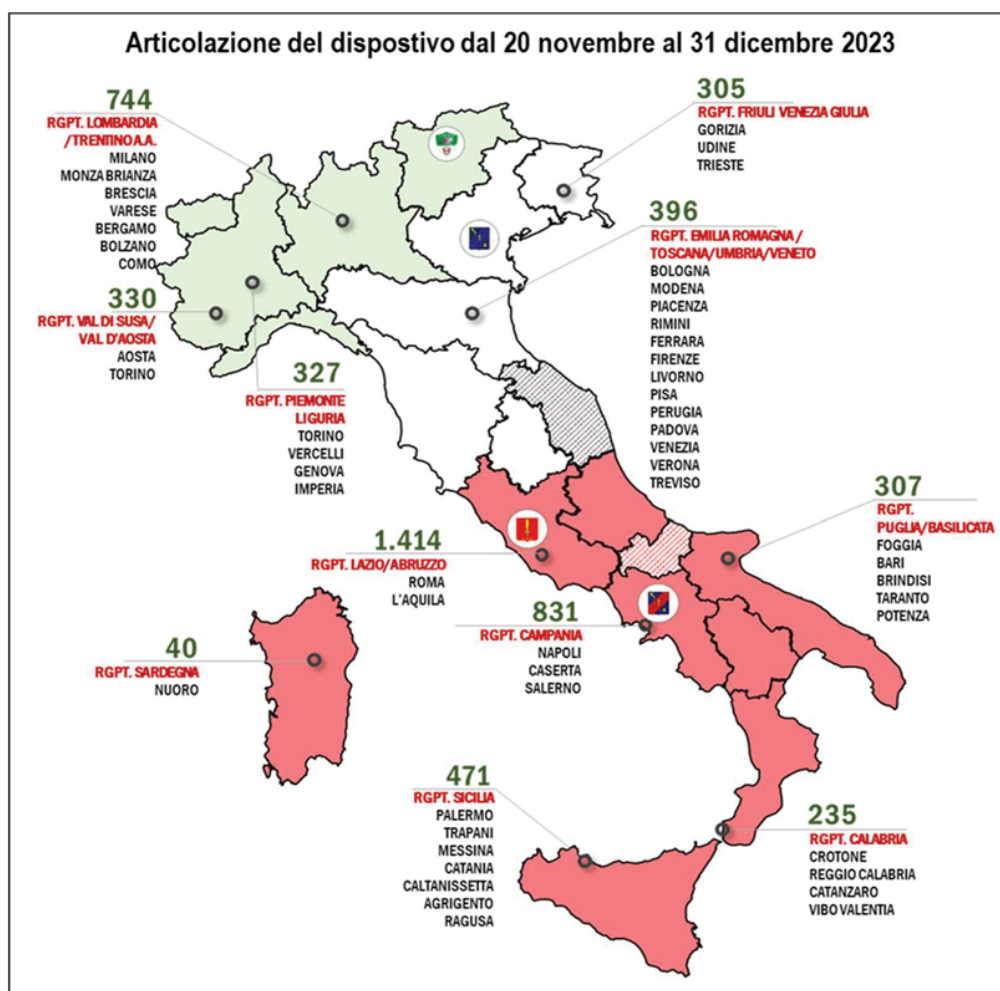 Articolazione del dispostivo dal 20 novembre al 31 dicembre 2023
744
RGPT. LOMBARDIA
/TRENTINO A.A.
MILANO
MONZA BRIANZA
BRESCIA
VARESE
BERGAMO
BOLZANO
COMO
330
RGPT. VAL DI SUSA/
VAL D'AOSTA
AOSTA
TORINO
327
RGPT. PIEMONTE
LIGURIA
TORINO
VERCELLI
GENOVA
IMPERIA
305
RGPT. FRIULI VENEZIA GIULIA
GORIZIA
UDINE
TRIESTE
396
RGPT. EMILIA ROMAGNA /
TOSCANA/UMBRIA/VENETO
BOLOGNA
MODENA
PIACENZA
RIMINI
FERRARA
FIRENZE
LIVORNO
PISA
PERUGIA
PADOVA
VENEZIA
VERONA
TREVISO
1.414
RGPT. LAZIO/ABRUZZO
ROMA
L'AQUILA
831
RGPT. CAMPANIA
NAPOLI
CASERTA
SALERNO
307
RGPT.
PUGLIA/BASILICATA
FOGGIA
BARI
BRINDISI
TARANTO
POTENZA
40
RGPT. SARDEGNA
NUORO
471
RGPT. SICILIA
PALERMO
TRAPANI
MESSINA
CATANIA
CALTANISSETTA
AGRIGENTO
RAGUSA
235
RGPT. CALABRIA
CROTONE
REGGIO CALABRIA
CATANZARO
VIBO VALENTIA